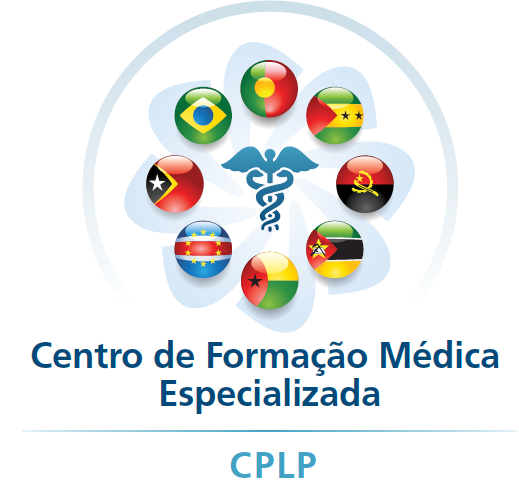 Centro de Formação Médica
Especializada
CPLP